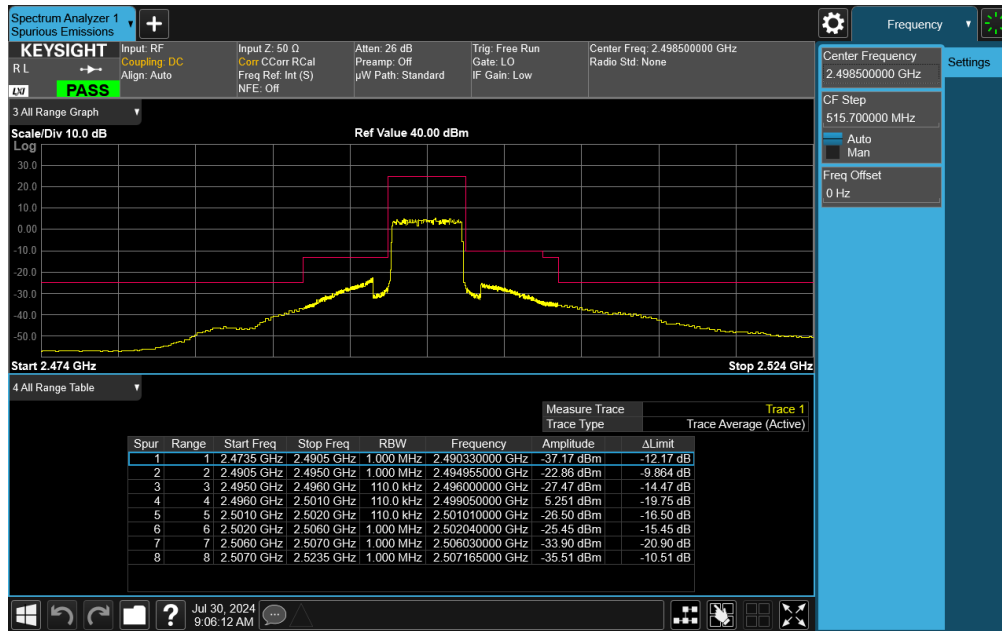 Spectrum Analyzer 1
Spurious Emissions
Frequency
KEYSIGHT
R L
LXI
PASS
Input: RF
Coupling: DC
Align: Auto
Input Z: 50 Ω
Corr CCorr RCal
Freq Ref: Int (S)
NFE: Off
Atten: 26 dB
Preamp: Off
µW Path: Standard
Trig: Free Run
Gate: LO
IF Gain: Low
Center Freq: 2.498500000 GHz
Radio Std: None
Center Frequency
2.498500000 GHz
Settings
CF Step
515.700000 MHz
Auto
Man
Freq Offset
0 Hz
3 All Range Graph
Scale/Div 10.0 dB
Ref Value 40.00 dBm
Log
30.0
20.0
10.0
0.00
-10.0
-20.0
-30.0
-40.0
-50.0
Start 2.474 GHz
Stop 2.524 GHz
4 All Range Table
Measure Trace Trace 1
Trace Type Trace Average (Active)
Spur Range Start Freq Stop Freq RBW Frequency Amplitude ΔLimit
1 1 2.4735 GHz 2.4905 GHz 1.000 MHz 2.490330000 GHz -37.17 dBm -12.17 dB
2 2 2.4905 GHz 2.4950 GHz 1.000 MHz 2.494955000 GHz -22.86 dBm -9.864 dB
3 3 2.4950 GHz 2.4960 GHz 110.0 kHz 2.496000000 GHz -27.47 dBm -14.47 dB
4 4 2.4960 GHz 2.5010 GHz 110.0 kHz 2.499050000 GHz 5.251 dBm -19.75 dB
5 5 2.5010 GHz 2.5020 GHz 110.0 kHz 2.501010000 GHz -26.50 dBm -16.50 dB
6 6 2.5020 GHz 2.5060 GHz 1.000 MHz 2.502040000 GHz -25.45 dBm -15.45 dB
7 7 2.5060 GHz 2.5070 GHz 1.000 MHz 2.506030000 GHz -33.90 dBm -20.90 dB
8 8 2.5070 GHz 2.5235 GHz 1.000 MHz 2.507165000 GHz -35.51 dBm -10.51 dB
?
Jul 30, 2024
9:06:12 AM